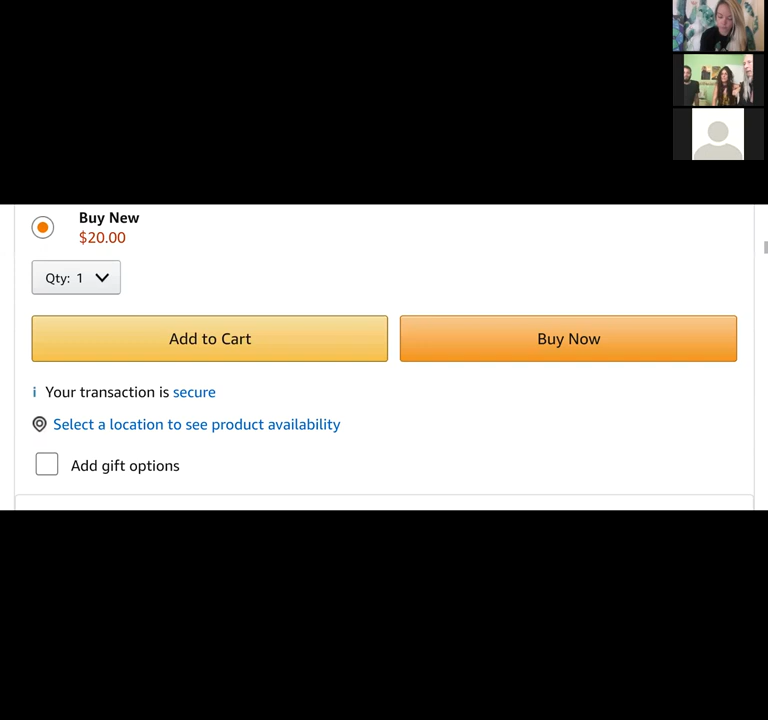 Buy New
$20.00
Qty: 1
Add to Cart
Buy Now
i Your transaction is secure
Select a location to see product availability
Add gift options